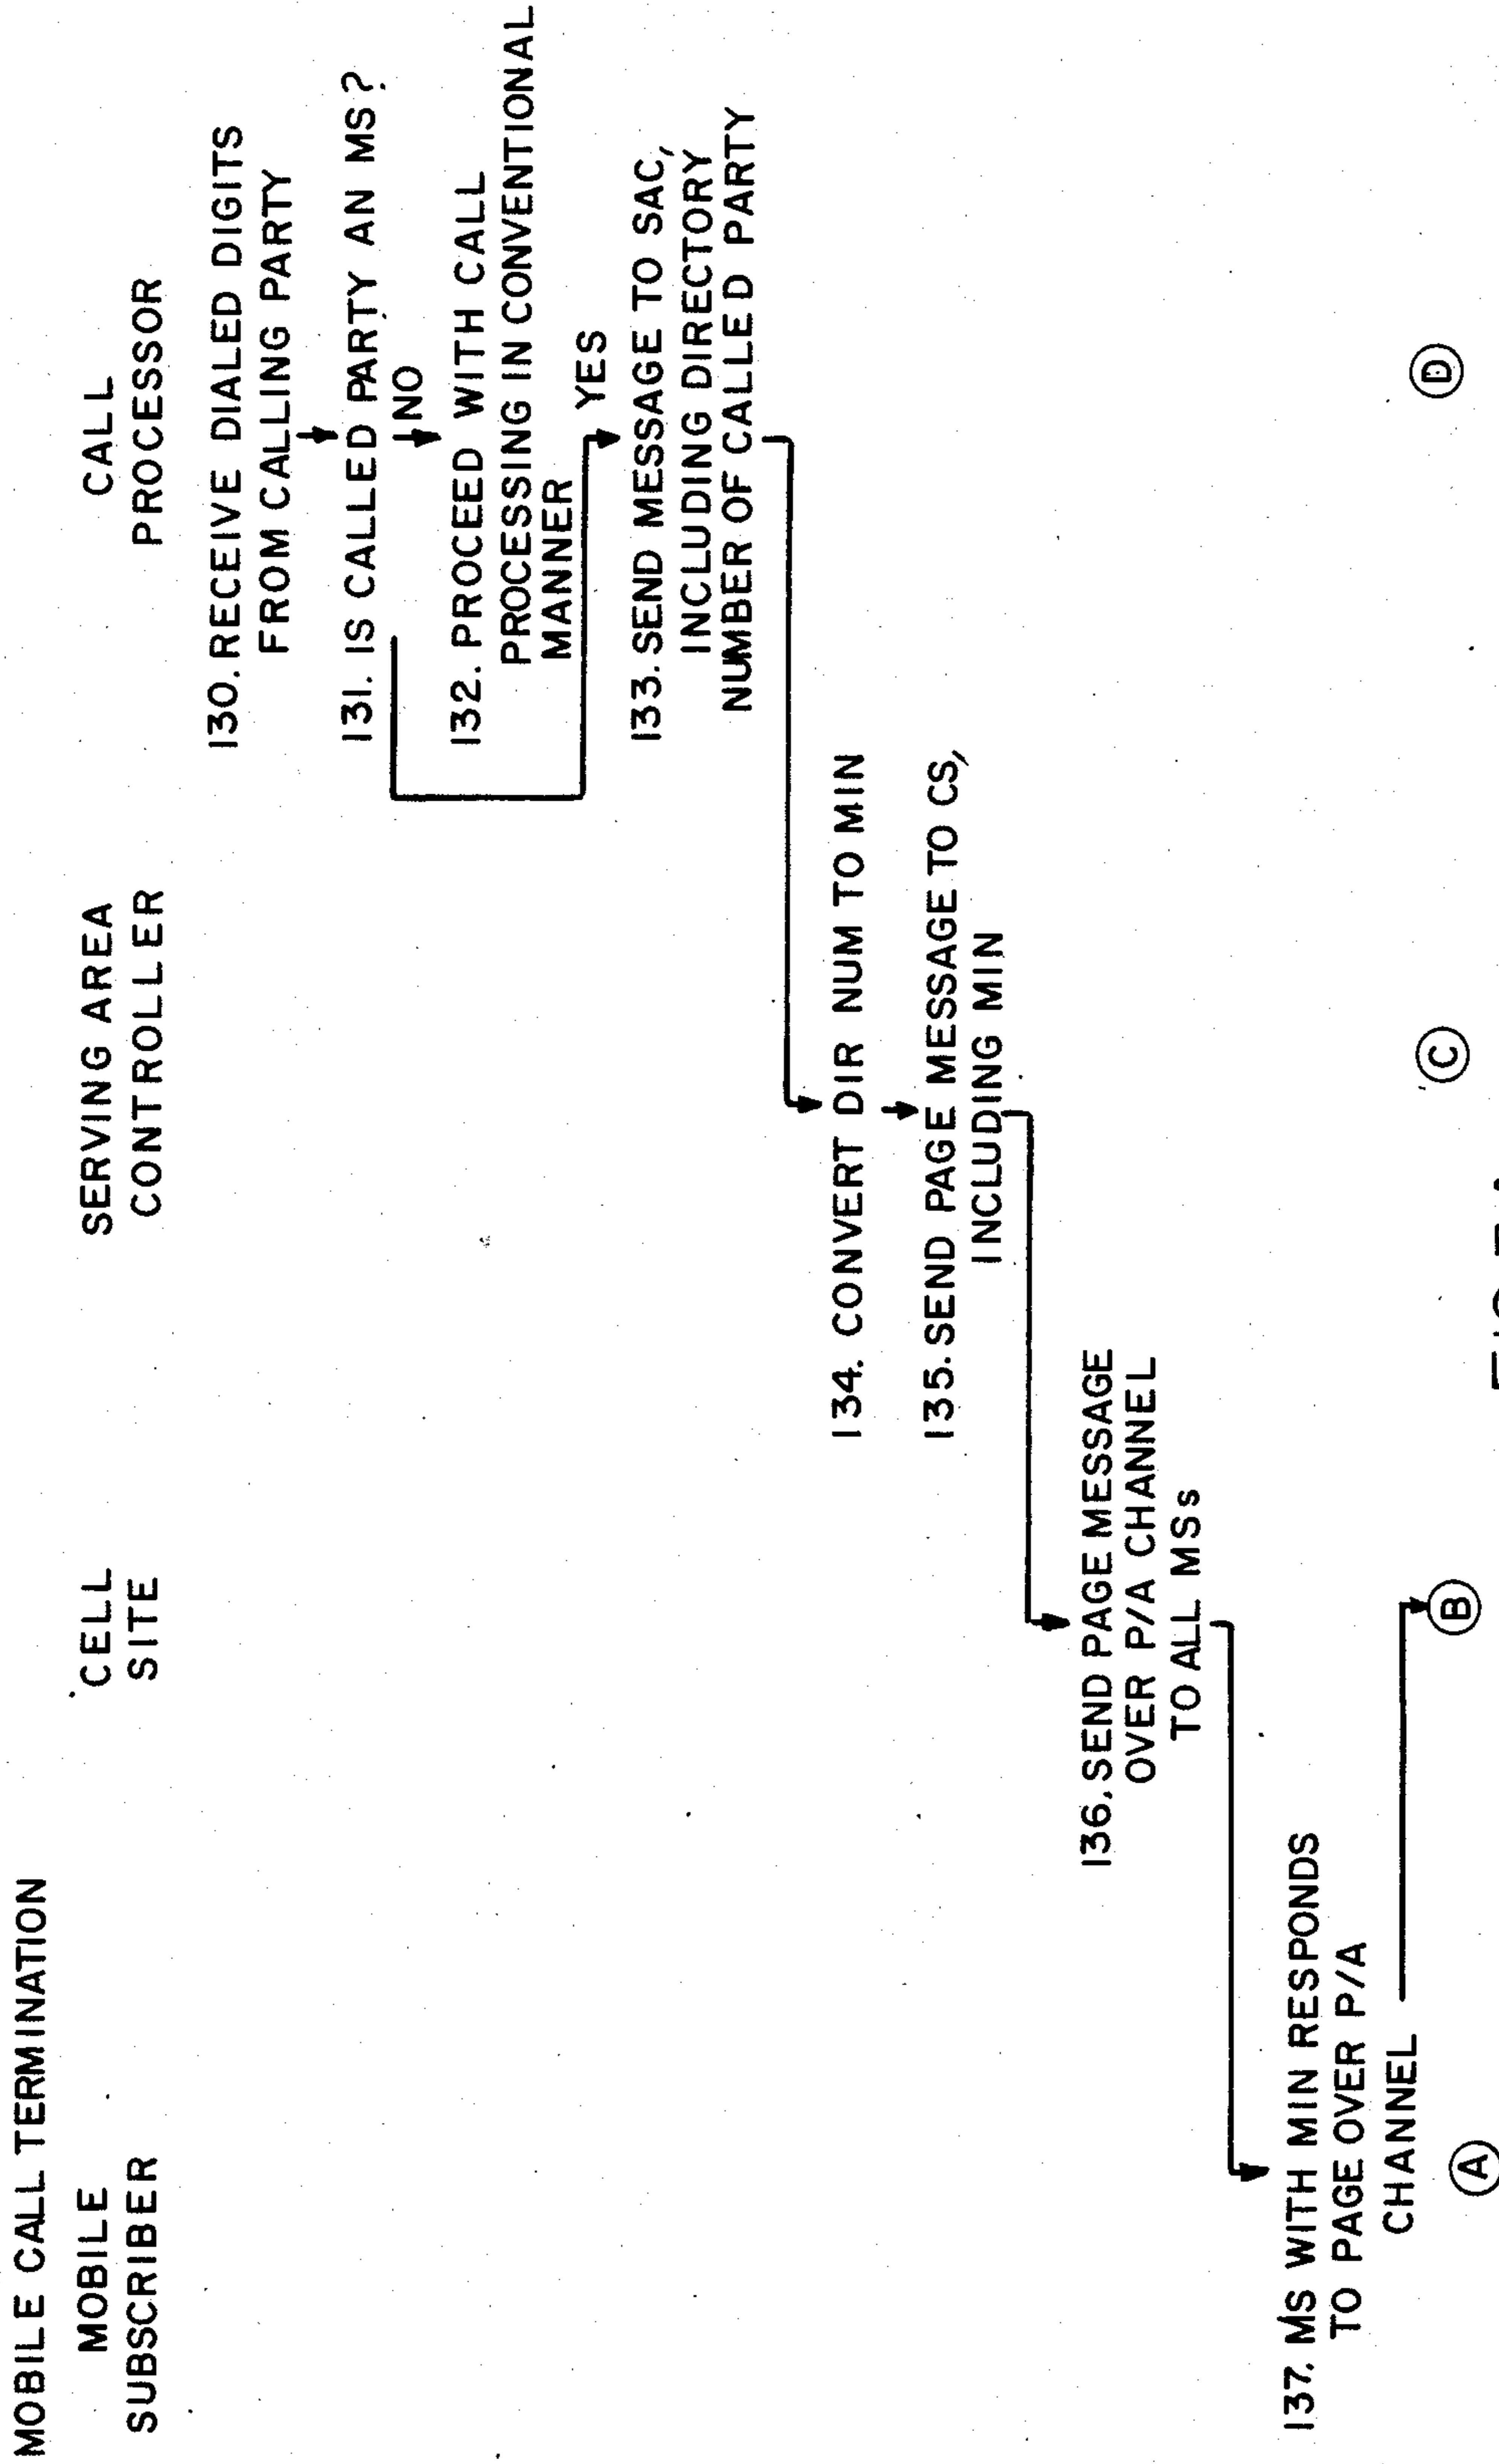 MOBILE CALL TERMINATION
MOBILE
SUBSCRIBER
CELL
SITE
SERVING AREA
CONTROLLER
CALL
PROCESSOR
130. RECEIVE DIALED DIGITS
FROM CALLING PARTY
131. IS CALLED PARTY AN MS?
NO
132. PROCEED WITH CALL
PROCESSING IN CONVENTIONAL
MANNER
YES
133. SEND MESSAGE TO SAC,
INCLUDING DIRECTORY
NUMBER OF CALLED PARTY
134. CONVERT DIR NUM TO MIN
135. SEND PAGE MESSAGE TO CS,
INCLUDING MIN
136. SEND PAGE MESSAGE
OVER P/A CHANNEL
TO ALL MSs
137. MS WITH MIN RESPONDS
TO PAGE OVER P/A
CHANNEL
A
B
C
D